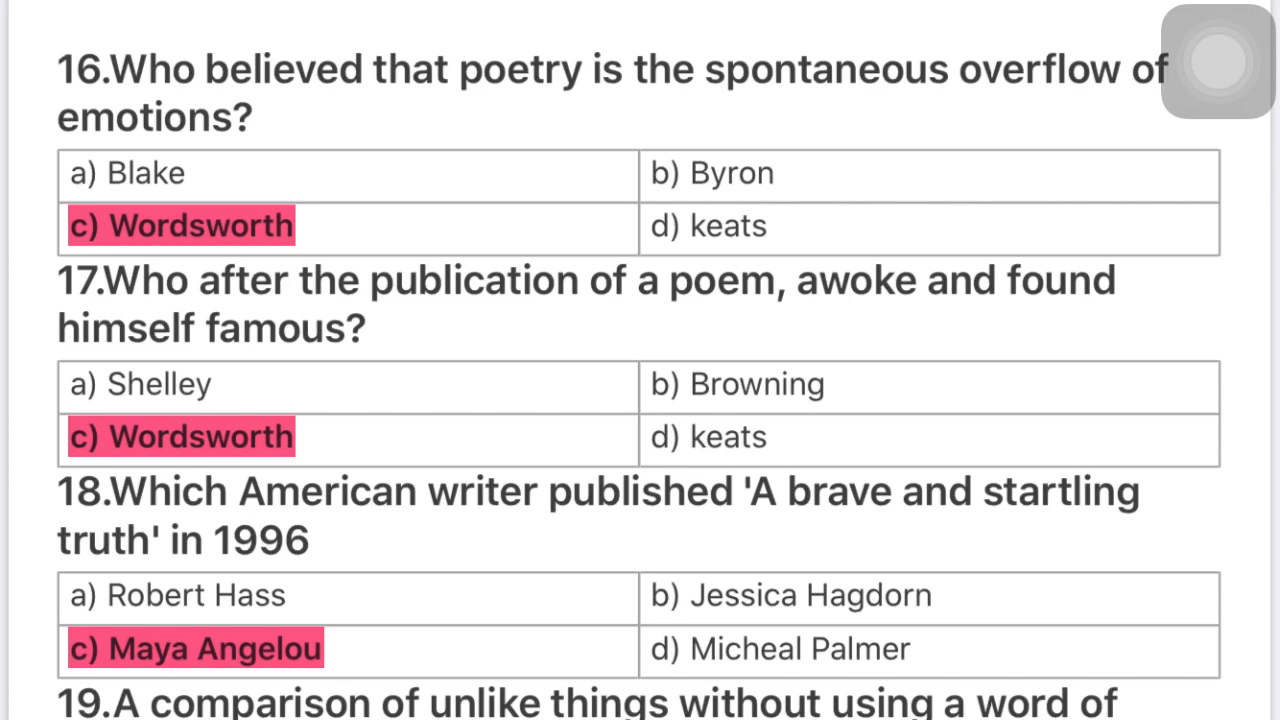 16.Who believed that poetry is the spontaneous overflow of
emotions?
a) Blake
b) Byron
c) Wordsworth
d) keats
17.Who after the publication of a poem, awoke and found
himself famous?
a) Shelley
b) Browning
c) Wordsworth
d) keats
18.Which American writer published 'A brave and startling
truth' in 1996
a) Robert Hass
b) Jessica Hagdorn
c) Maya Angelou
d) Micheal Palmer
19.A comparison of unlike things without using a word of